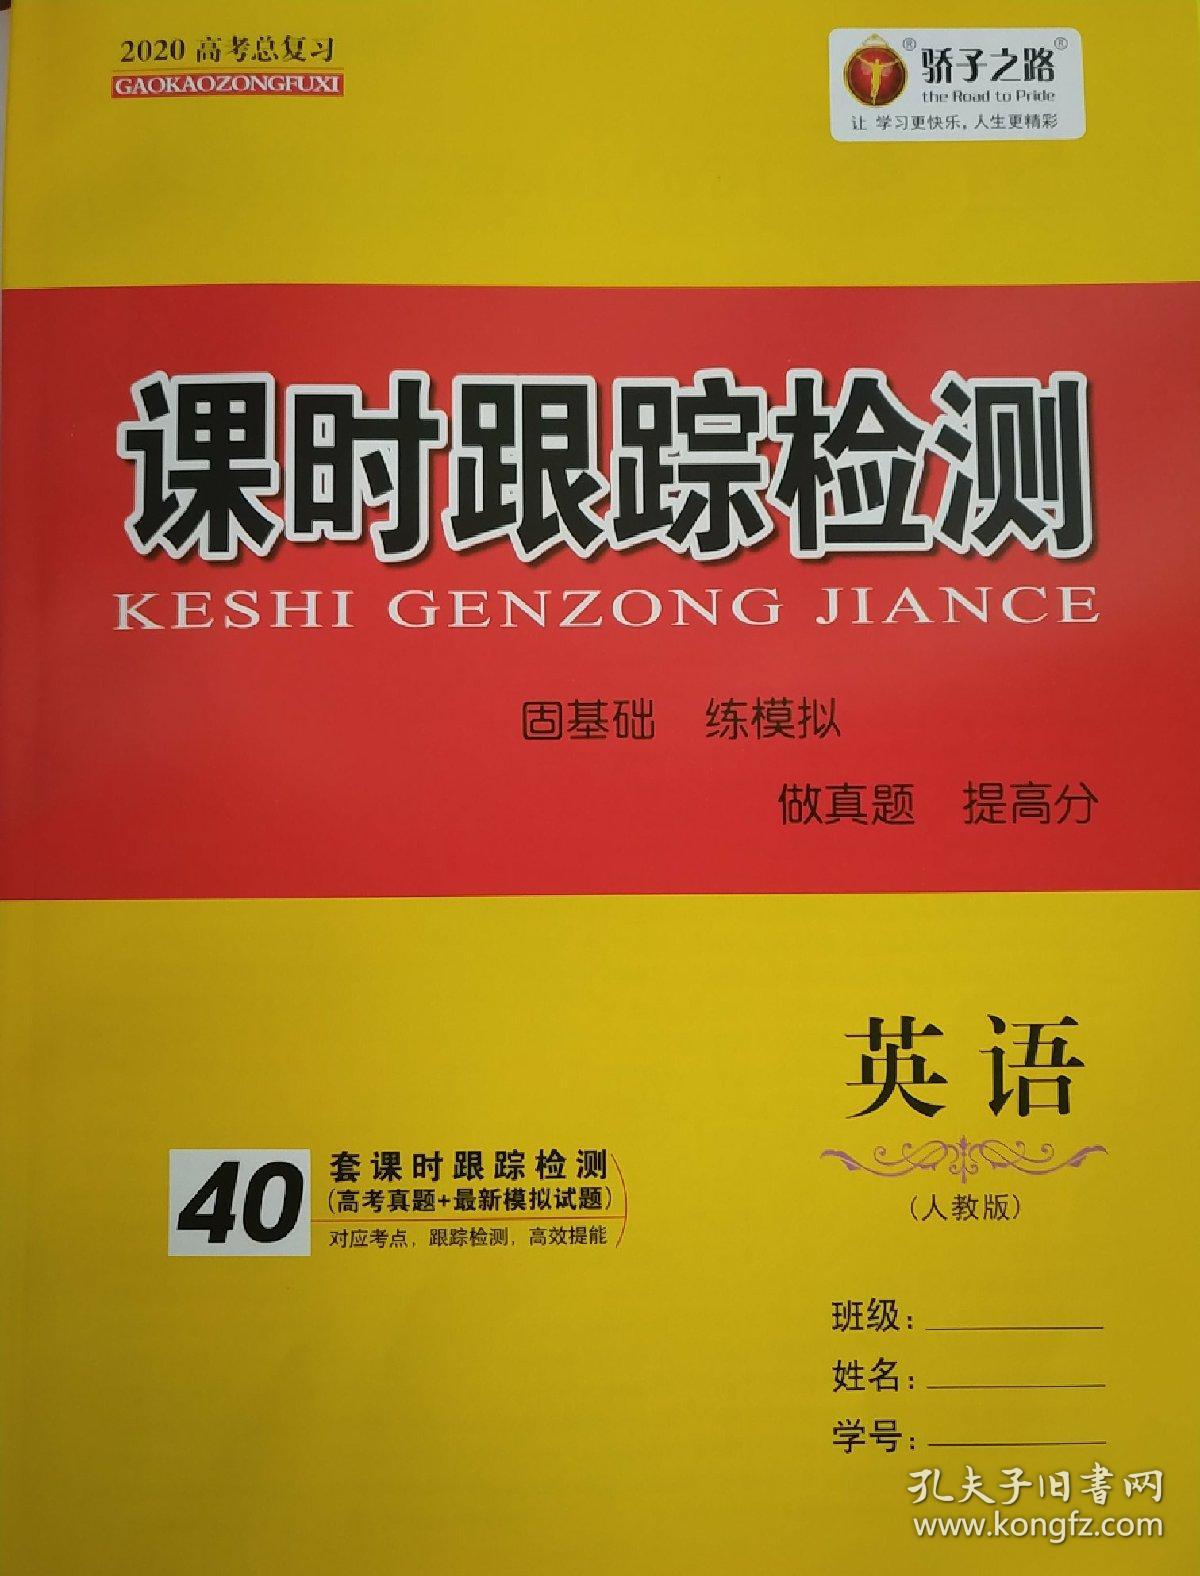 2020 高考总复习
GAOKAOZONGFUXI
® 骄子之路®
the Road to Pride
让 学习更快乐，人生更精彩
课时跟踪检测
KESHI GENZONG JIANCE
固基础 练模拟
做真题 提高分
英语
(人教版)
40
套课时跟踪检测
(高考真题+最新模拟试题)
对应考点，跟踪检测，高效提能
班级：
姓名：
学号：
孔夫子旧书网
www.kongfz.com